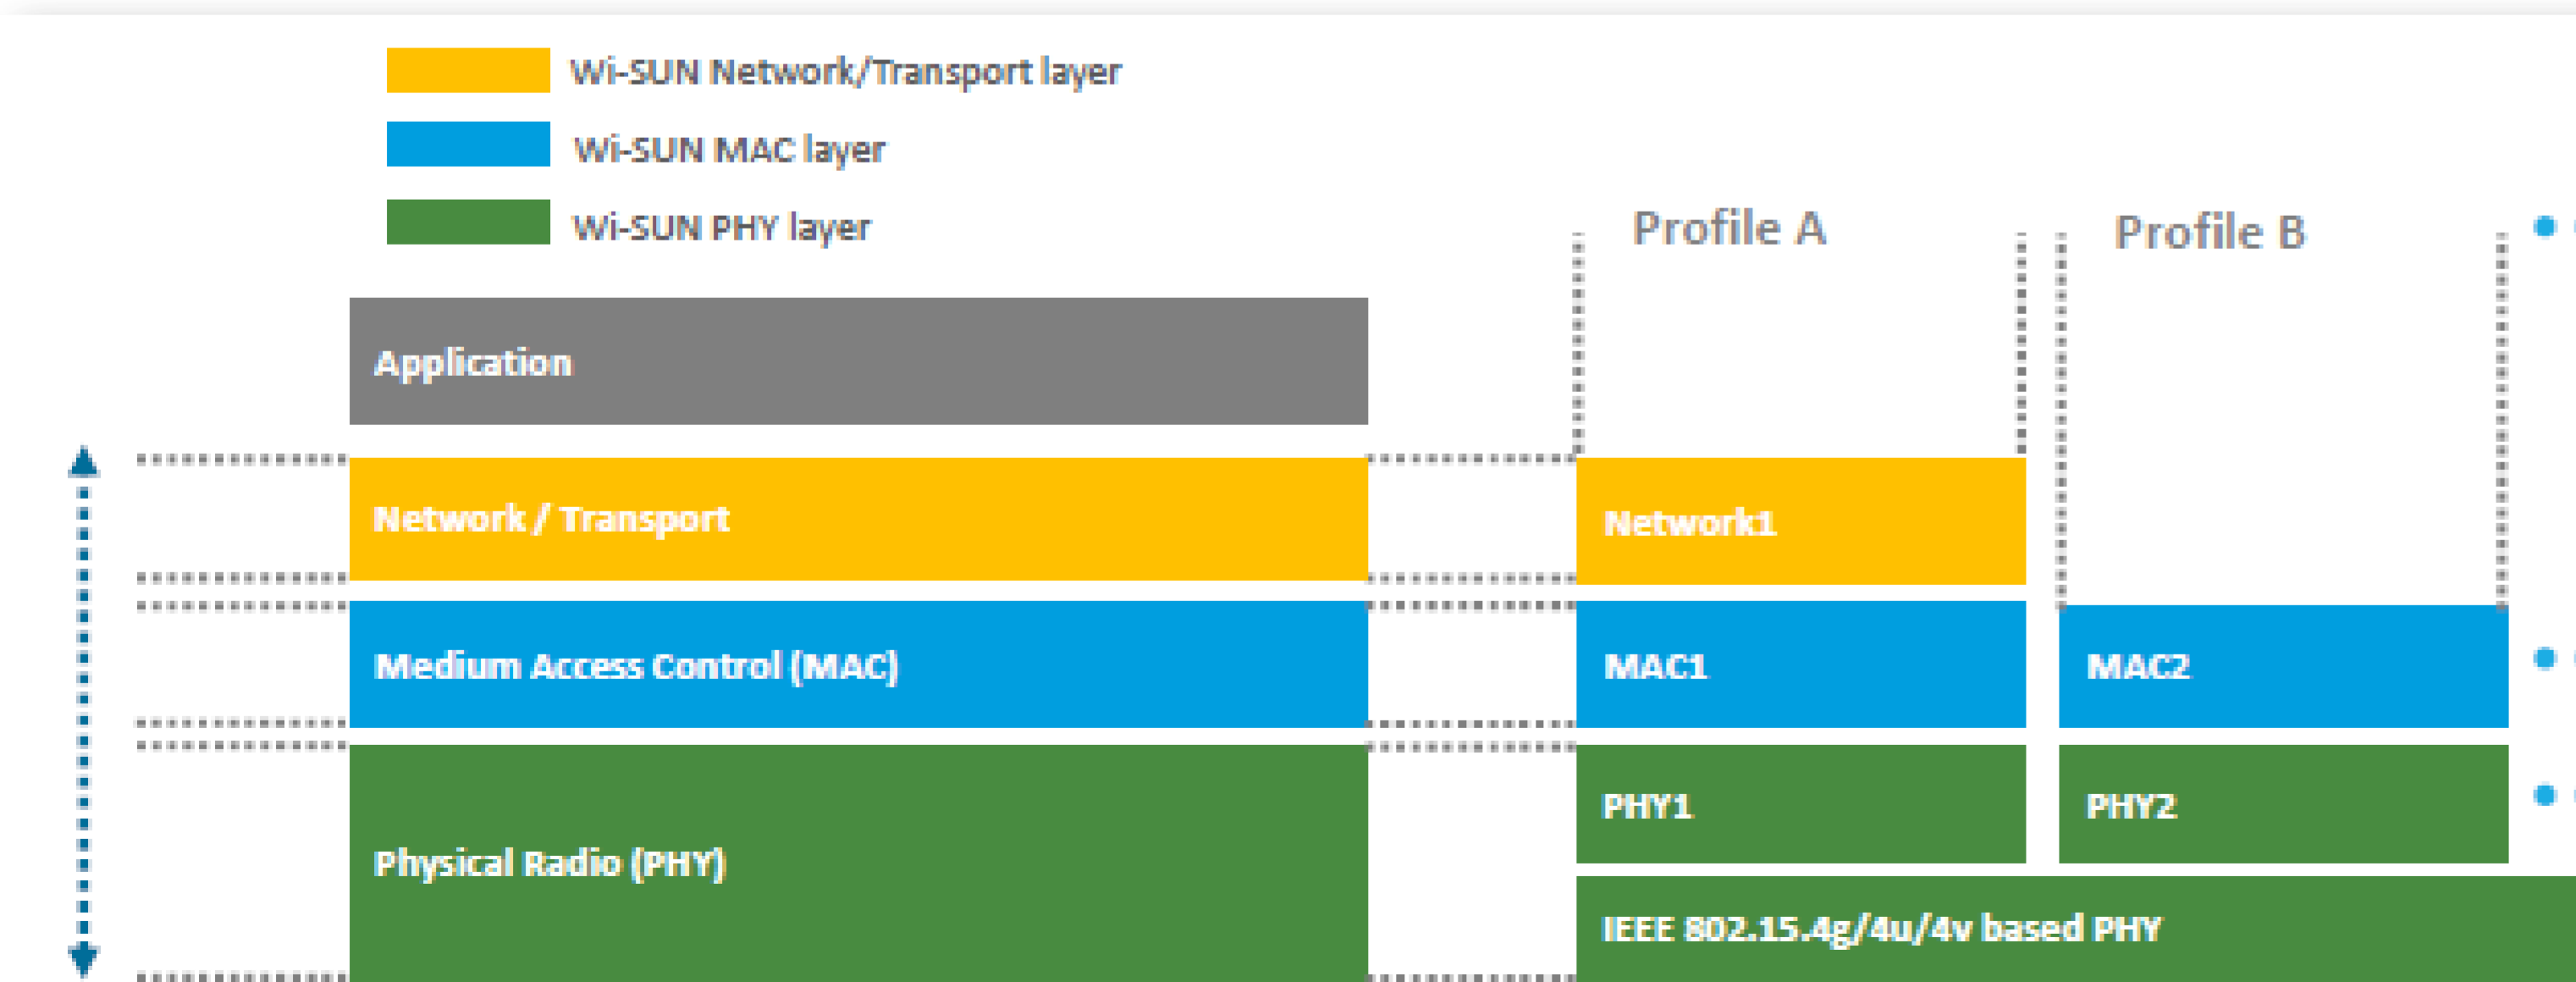 Wi-SUN Network/Transport layer
Wi-SUN MAC layer
Wi-SUN PHY layer
Profile A
Profile B
Application
Network / Transport
Network1
Medium Access Control (MAC)
MAC1
MAC2
Physical Radio (PHY)
PHY1
PHY2
IEEE 802.15.4g/4u/4v based PHY